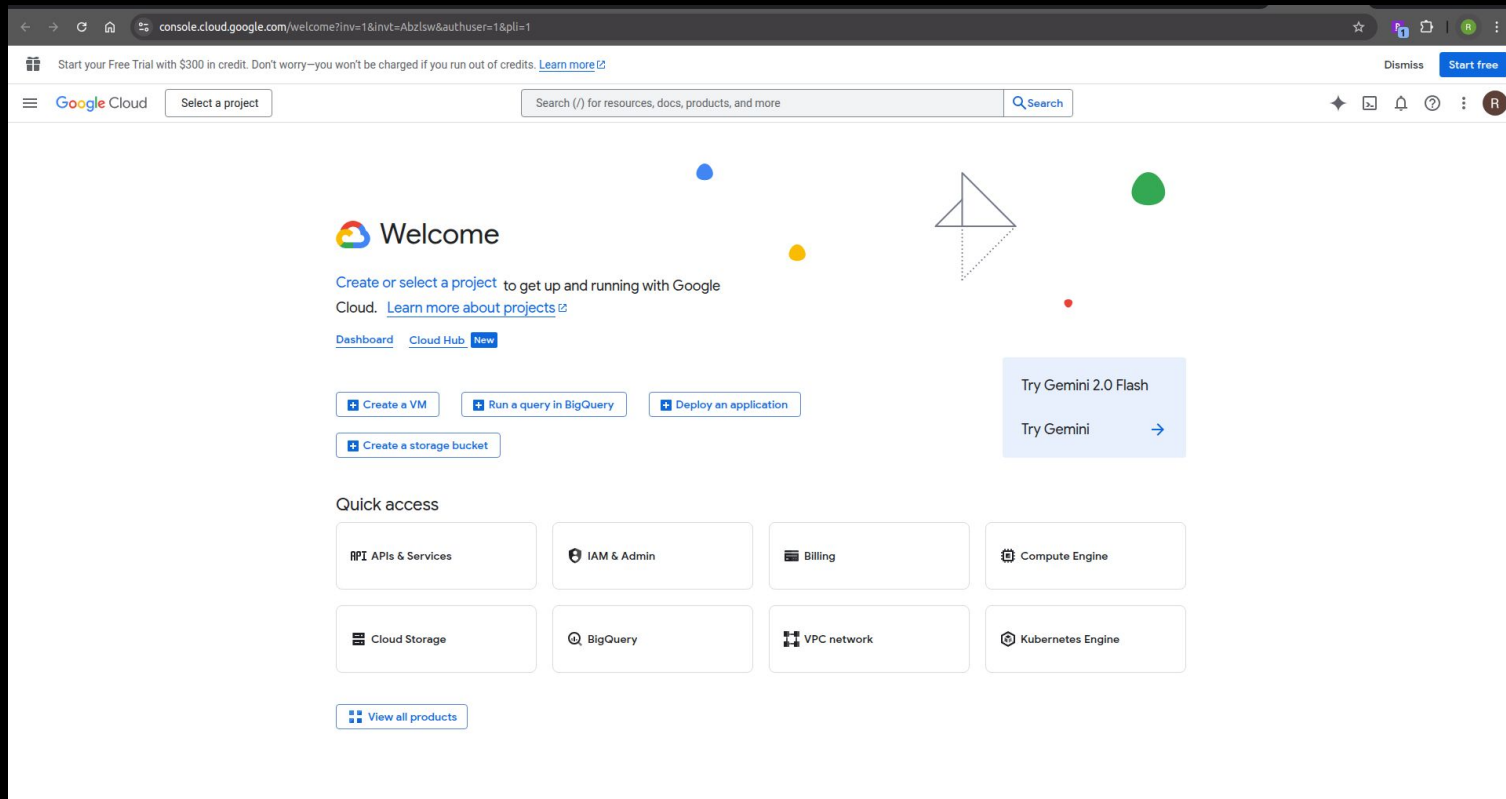 console.cloud.google.com/welcome?inv=1&invt=Abzlsw&authuser=1&pli=1
1
R
Start your Free Trial with $300 in credit. Don't worry—you won't be charged if you run out of credits. Learn more
Dismiss
Start free
Google Cloud
Select a project
Search (/) for resources, docs, products, and more
Search
R
Welcome
Create or select a project to get up and running with Google
Cloud. Learn more about projects
Dashboard Cloud Hub New
Try Gemini 2.0 Flash
Create a VM Run a query in BigQuery Deploy an application
Try Gemini
Create a storage bucket
Quick access
API APIs & Services
IAM & Admin
Billing
Compute Engine
Cloud Storage
BigQuery
VPC network
Kubernetes Engine
View all products